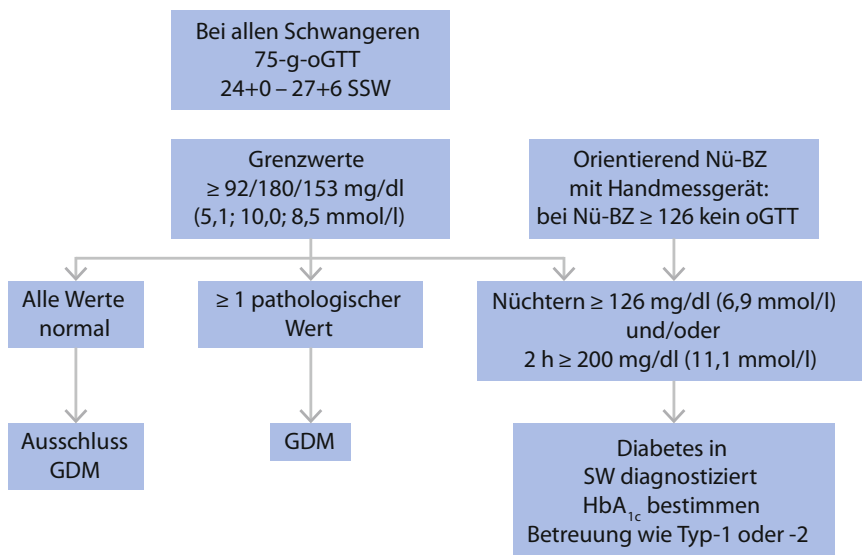 Bei allen Schwangeren
75-g-oGTT
24+0 – 27+6 SSW
Grenzwerte
≥ 92/180/153 mg/dl
(5,1; 10,0; 8,5 mmol/l)
Orientierend Nü-BZ
mit Handmessgerät:
bei Nü-BZ ≥ 126 kein oGTT
Alle Werte
normal
≥ 1 pathologischer
Wert
Nüchtern ≥ 126 mg/dl (6,9 mmol/l)
und/oder
2 h ≥ 200 mg/dl (11,1 mmol/l)
Ausschluss
GDM
GDM
Diabetes in
SW diagnostiziert
HbA1c bestimmen
Betreuung wie Typ-1 oder -2